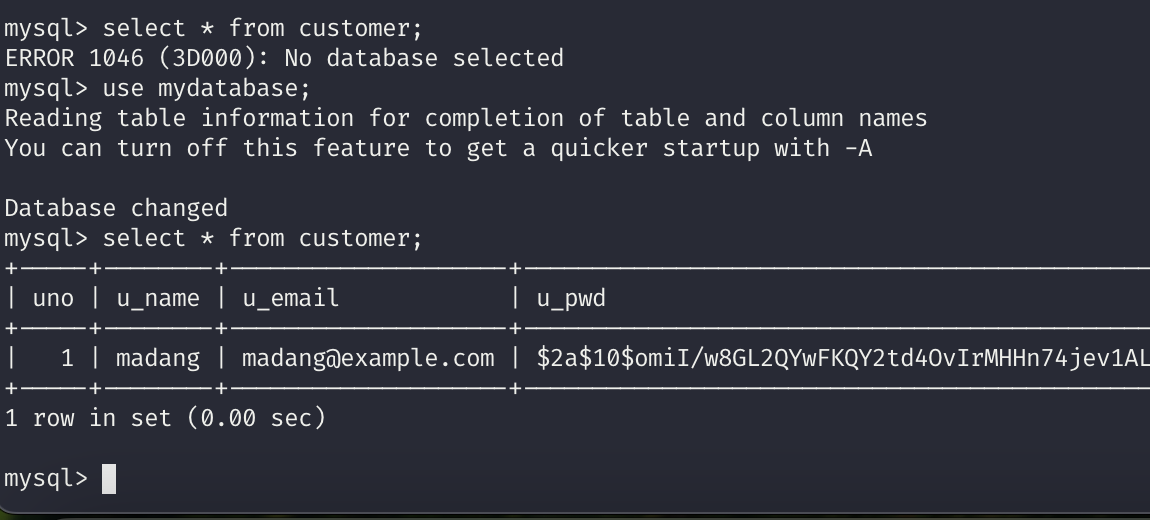 mysql> select * from customer;
ERROR 1046 (3D000): No database selected
mysql> use mydatabase;
Reading table information for completion of table and column names
You can turn off this feature to get a quicker startup with -A
Database changed
mysql> select * from customer;
| uno | u_name | u_email | u_pwd
| 1 | madang | madang@example.com | $2a$10$omiI/w8GL2QYwFKQY2td4OvIrMHHn74jev1AL
1 row in set (0.00 sec)
mysql>